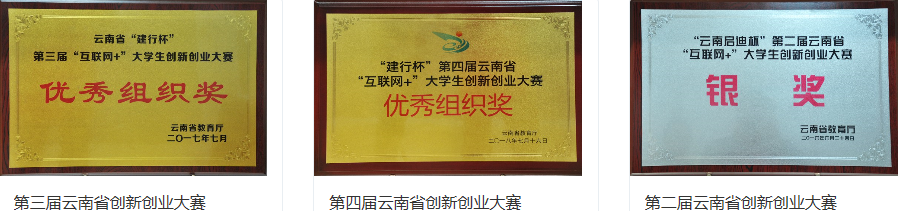 云南省“建行杯”
第三届“互联网+”大学生创新创业大赛
优秀组织奖
云南省教育厅
二〇一七年七月
第三届云南省创新创业大赛
“建行杯”第四届云南省
“互联网+”大学生创新创业大赛
优秀组织奖
云南省教育厅
第四届云南省创新创业大赛
“云南启迪杯”第二届云南省
“互联网+”大学生创新创业大赛
银 奖
云南省教育厅
第二届云南省创新创业大赛